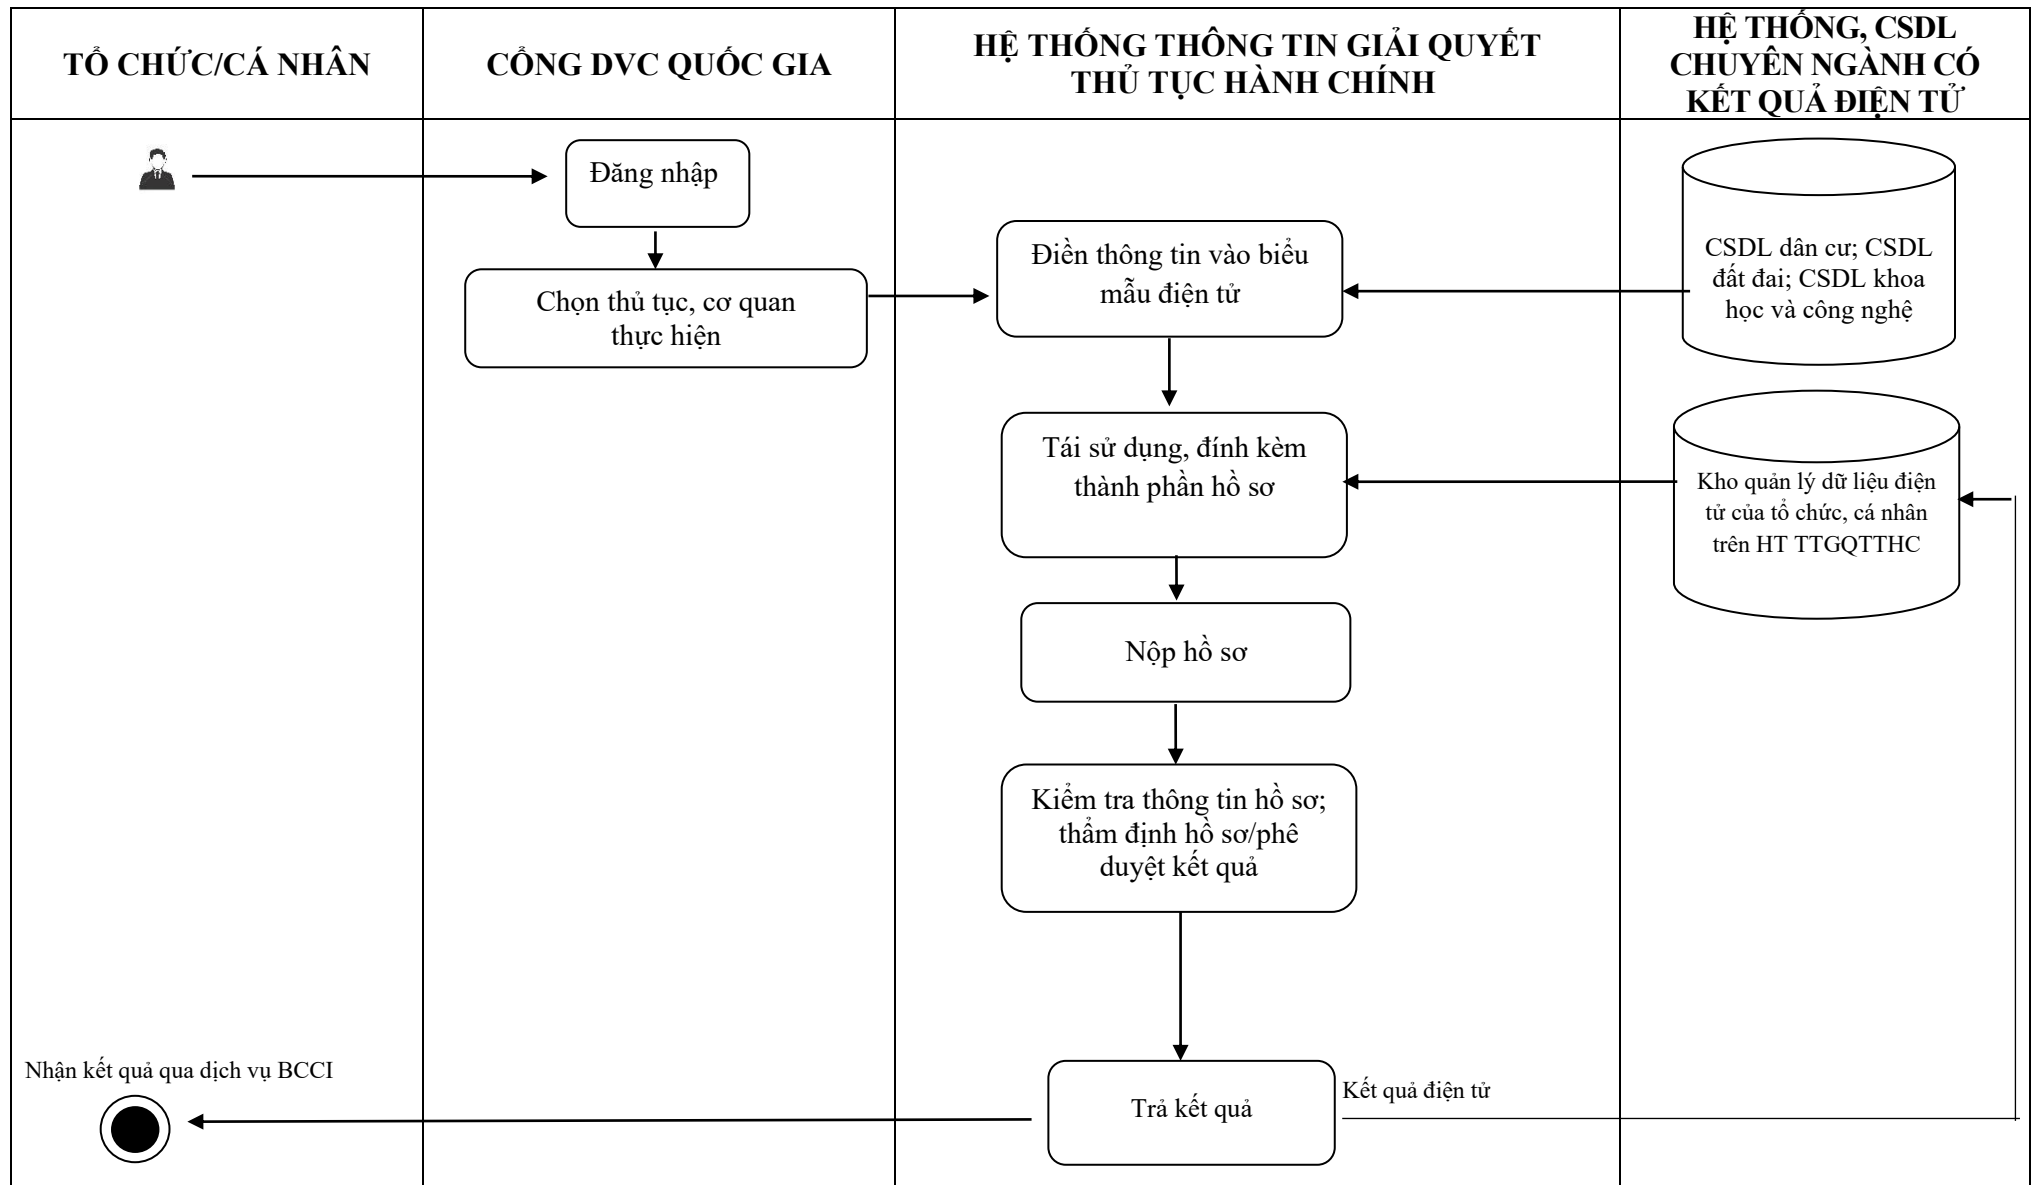 TỔ CHỨC/CÁ NHÂN
CỔNG DVC QUỐC GIA
HỆ THỐNG THÔNG TIN GIẢI QUYẾT
THỦ TỤC HÀNH CHÍNH
HỆ THỐNG, CSDL
CHUYÊN NGÀNH CÓ
KẾT QUẢ ĐIỆN TỬ
Đăng nhập
Chọn thủ tục, cơ quan
thực hiện
Điền thông tin vào biểu
mẫu điện tử
CSDL dân cư; CSDL
đất đai; CSDL khoa
học và công nghệ
Tái sử dụng, đính kèm
thành phần hồ sơ
Kho quản lý dữ liệu điện
tử của tổ chức, cá nhân
trên HT TTGQTTHC
Nộp hồ sơ
Kiểm tra thông tin hồ sơ;
thẩm định hồ sơ/phê
duyệt kết quả
Nhận kết quả qua dịch vụ BCCI
Trả kết quả
Kết quả điện tử